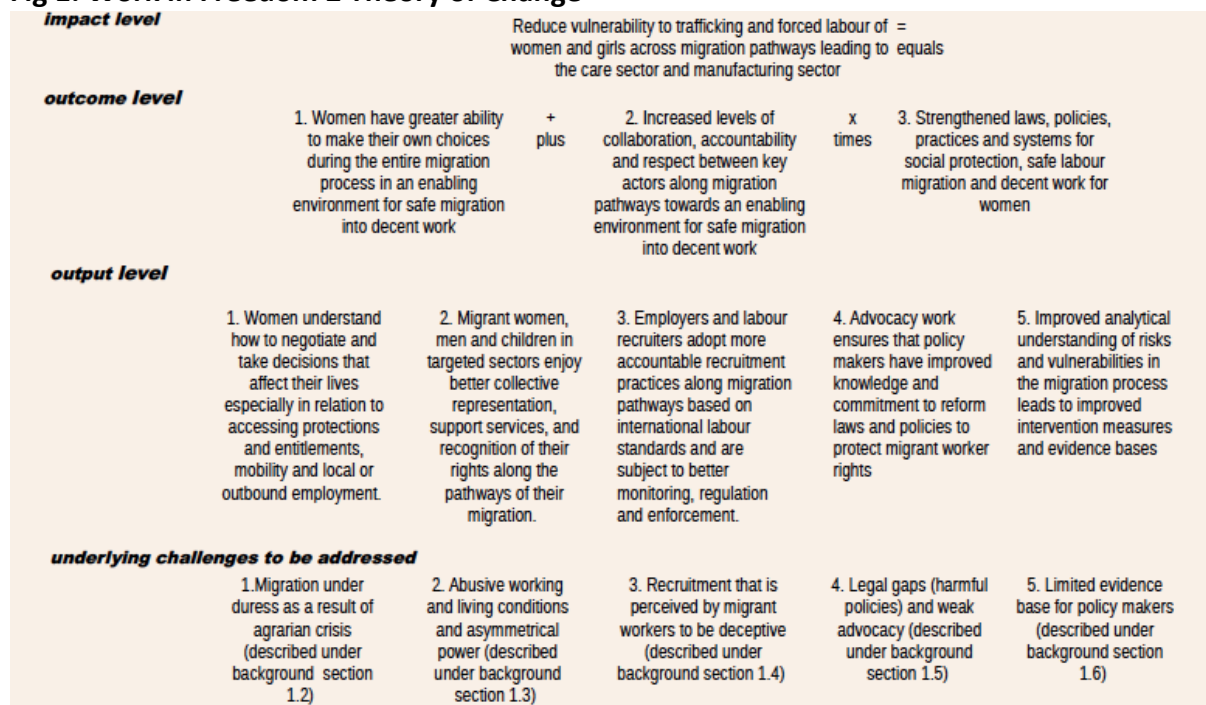 Fig 2: Work in Freedom 2 Theory of Change
impact level
Reduce vulnerability to trafficking and forced labour of =
women and girls across migration pathways leading to equals
the care sector and manufacturing sector
outcome level
1. Women have greater ability
to make their own choices
during the entire migration
process in an enabling
environment for safe migration
into decent work
+
plus
2. Increased levels of
collaboration, accountability
and respect between key
actors along migration
pathways towards an enabling
environment for safe migration
into decent work
x
times
3. Strengthened laws, policies,
practices and systems for
social protection, safe labour
migration and decent work for
women
output level
1. Women understand
how to negotiate and
take decisions that
affect their lives
especially in relation to
accessing protections
and entitlements,
mobility and local or
outbound employment.
2. Migrant women,
men and children in
targeted sectors enjoy
better collective
representation,
support services, and
recognition of their
rights along the
pathways of their
migration.
3. Employers and labour
recruiters adopt more
accountable recruitment
practices along migration
pathways based on
international labour
standards and are
subject to better
monitoring, regulation
and enforcement.
4. Advocacy work
ensures that policy
makers have improved
knowledge and
commitment to reform
laws and policies to
protect migrant worker
rights
5. Improved analytical
understanding of risks
and vulnerabilities in
the migration process
leads to improved
intervention measures
and evidence bases
underlying challenges to be addressed
1.Migration under
duress as a result of
agrarian crisis
(described under
background section
1.2)
2. Abusive working
and living conditions
and asymmetrical
power (described
under background
section 1.3)
3. Recruitment that is
perceived by migrant
workers to be deceptive
(described under
background section 1.4)
4. Legal gaps (harmful
policies) and weak
advocacy (described
under background
section 1.5)
5. Limited evidence
base for policy makers
(described under
background section
1.6)